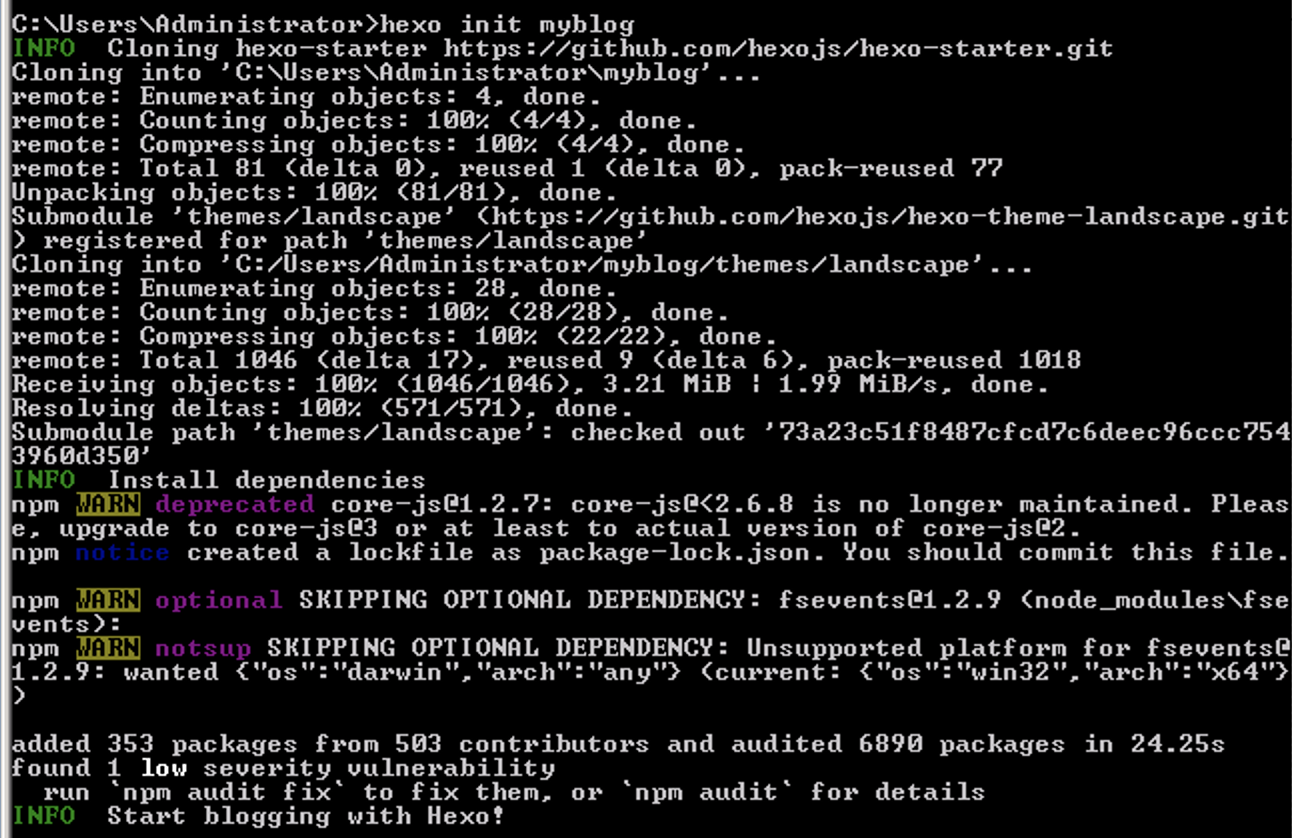 C:\Users\Administrator>hexo init myblog
INFO  Cloning hexo-starter https://github.com/hexojs/hexo-starter.git
Cloning into 'C:\Users\Administrator\myblog'...
remote: Enumerating objects: 4, done.
remote: Counting objects: 100% (4/4), done.
remote: Compressing objects: 100% (4/4), done.
remote: Total 81 (delta 0), reused 1 (delta 0), pack-reused 77
Unpacking objects: 100% (81/81), done.
Submodule 'themes/landscape' (https://github.com/hexojs/hexo-theme-landscape.git
) registered for path 'themes/landscape'
Cloning into 'C:/Users/Administrator/myblog/themes/landscape'...
remote: Enumerating objects: 28, done.
remote: Counting objects: 100% (28/28), done.
remote: Compressing objects: 100% (22/22), done.
remote: Total 1046 (delta 17), reused 9 (delta 6), pack-reused 1018
Receiving objects: 100% (1046/1046), 3.21 MiB | 1.99 MiB/s, done.
Resolving deltas: 100% (571/571), done.
Submodule path 'themes/landscape': checked out '73a23c51f8487cfcd7c6deec96ccc754
3960d350'
INFO  Install dependencies
npm WARN deprecated core-js@1.2.7: core-js@<2.6.8 is no longer maintained. Pleas
e, upgrade to core-js@3 or at least to actual version of core-js@2.
npm notice created a lockfile as package-lock.json. You should commit this file.
npm WARN optional SKIPPING OPTIONAL DEPENDENCY: fsevents@1.2.9 (node_modules\fse
vents):
npm WARN notsup SKIPPING OPTIONAL DEPENDENCY: Unsupported platform for fsevents@
1.2.9: wanted {"os":"darwin","arch":"any"} (current: {"os":"win32","arch":"x64"}
)
added 353 packages from 503 contributors and audited 6890 packages in 24.25s
found 1 low severity vulnerability
  run `npm audit fix` to fix them, or `npm audit` for details
INFO  Start blogging with Hexo!